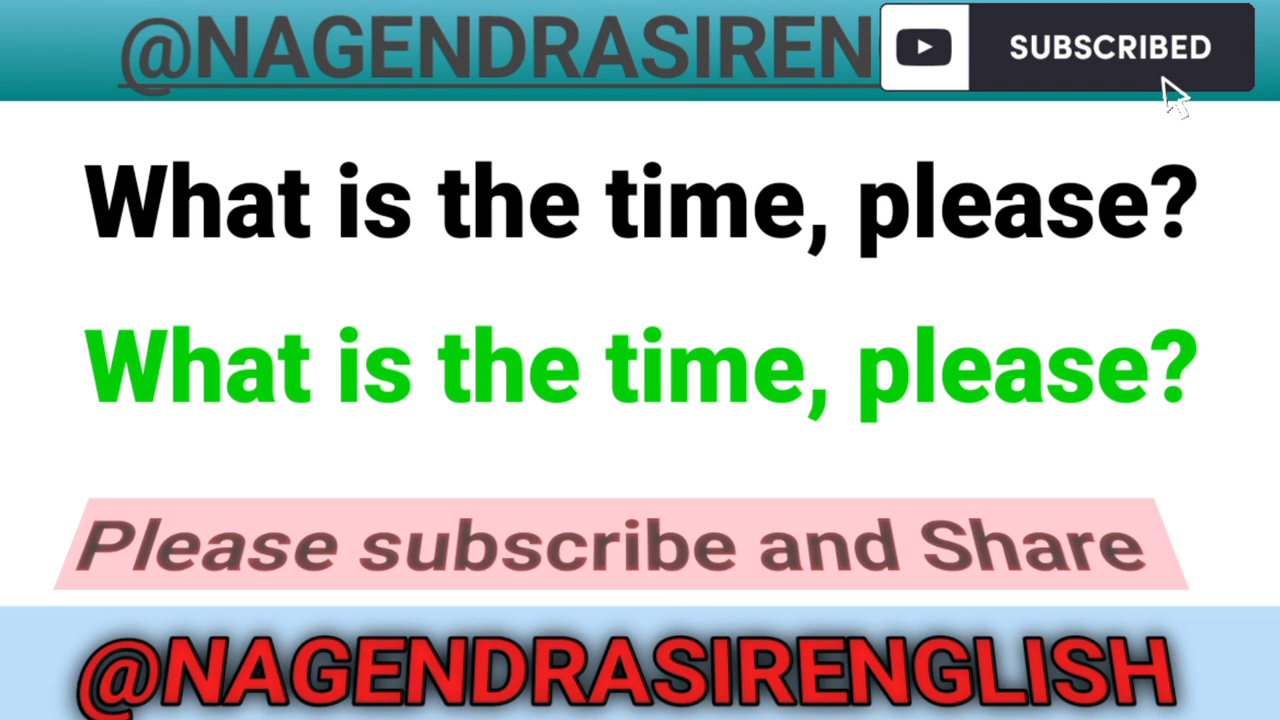 @NAGENDRASIREN
SUBSCRIBED
What is the time, please?
What is the time, please?
Please subscribe and Share
@NAGENDRASIRENGLISH